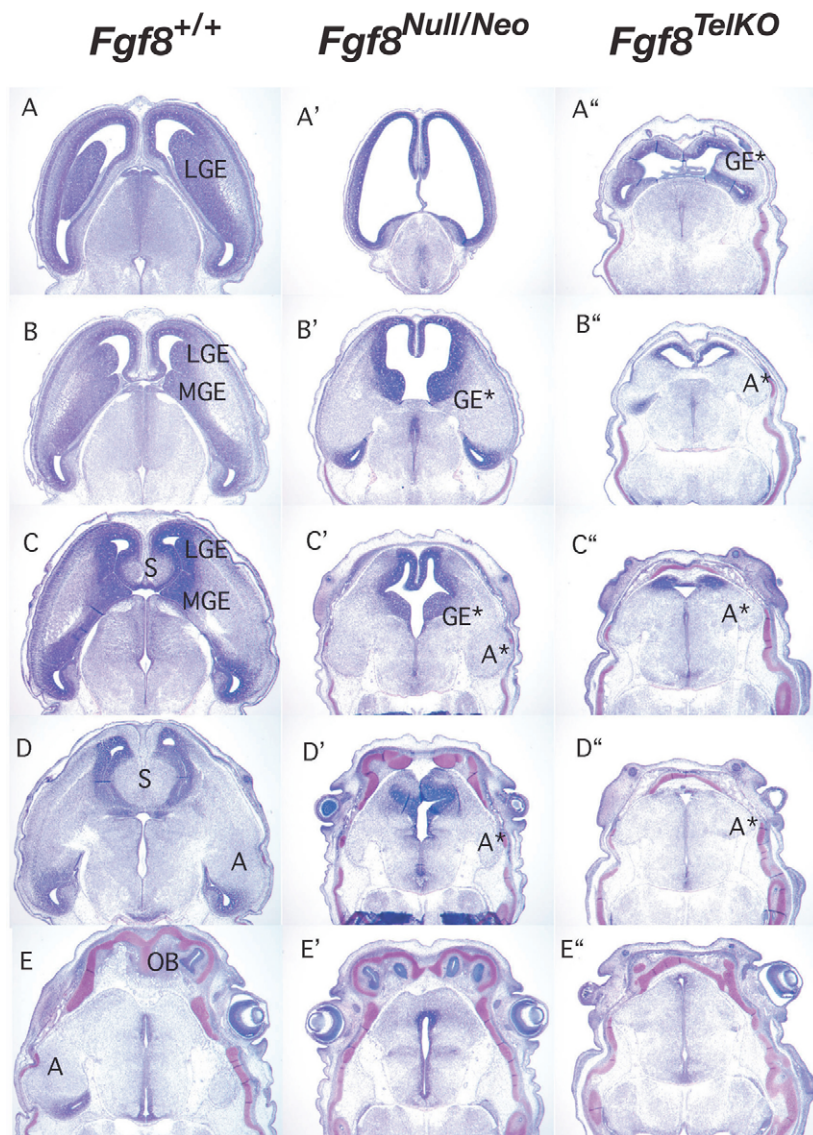 Fgf8+/+ Fgf8Null/Neo Fgf8TelKO
A LGE A' A“ GE*
B LGE MGE B' GE* B“ A*
C S LGE MGE C' GE* A* C“ A*
D S A D' A* D“ A*
E OB A E' E“